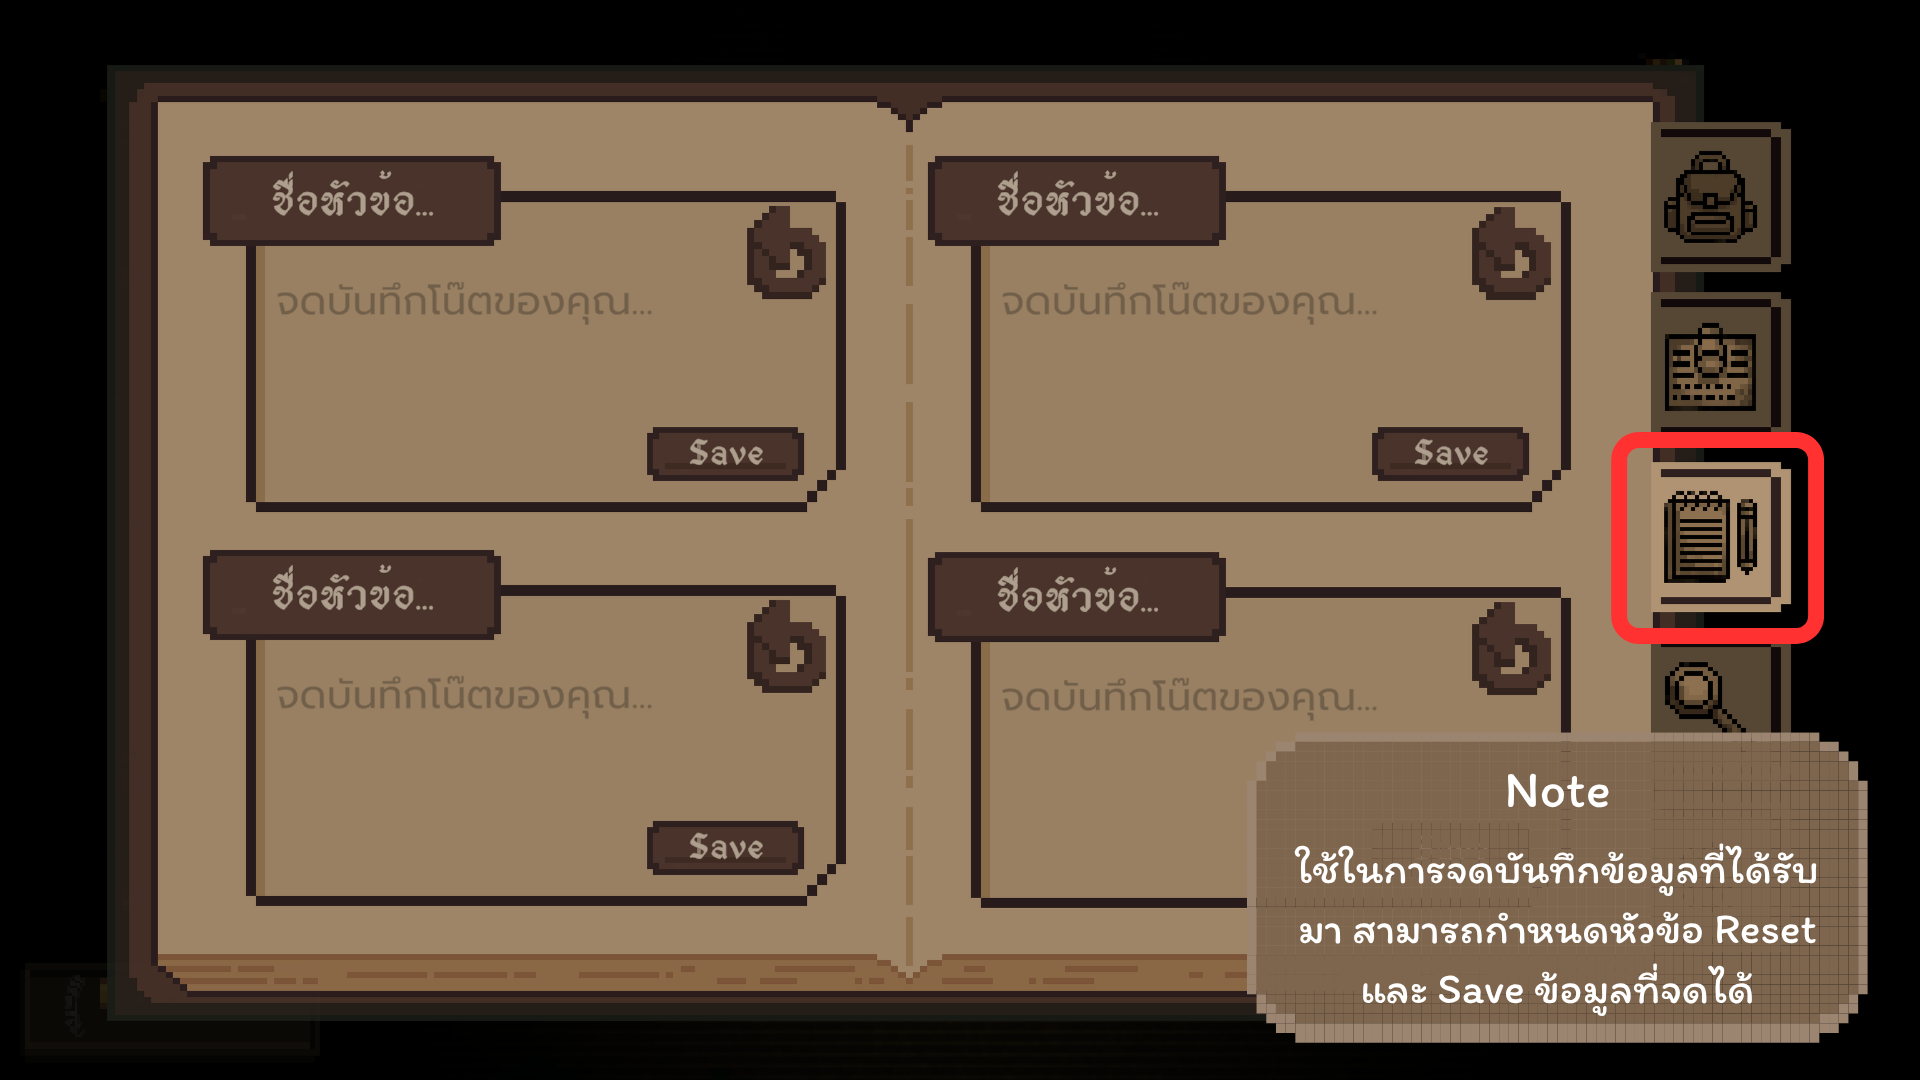 ชื่อหัวข้อ...
จดบันทึกโน๊ตของคุณ...
Save
ชื่อหัวข้อ...
จดบันทึกโน๊ตของคุณ...
Save
ชื่อหัวข้อ...
จดบันทึกโน๊ตของคุณ...
Save
ชื่อหัวข้อ...
จดบันทึกโน๊ตของคุณ...
Note
ใช้ในการจดบันทึกข้อมูลที่ได้รับ
มา สามารถกำหนดหัวข้อ Reset
และ Save ข้อมูลที่จดได้